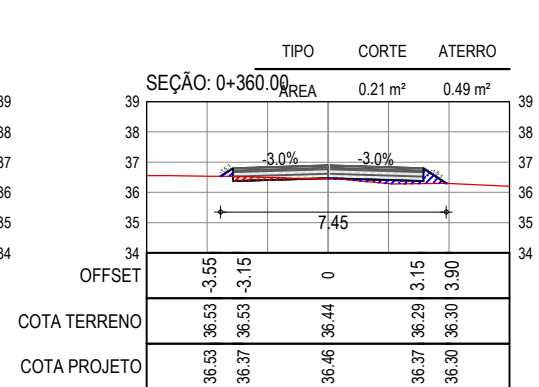 TIPO CORTE ATERRO
SEÇÃO: 0+360.00
ÁREA 0.21 m² 0.49 m²
39 39 39
38 38 38
37 37 37
-3.0% -3.0%
36 36 36
35 35 35
7.45
34 34 34
OFFSET -3.55 -3.15 0 3.15 3.90
COTA TERRENO 36.53 36.53 36.44 36.29 36.30
COTA PROJETO 36.53 36.37 36.46 36.37 36.30